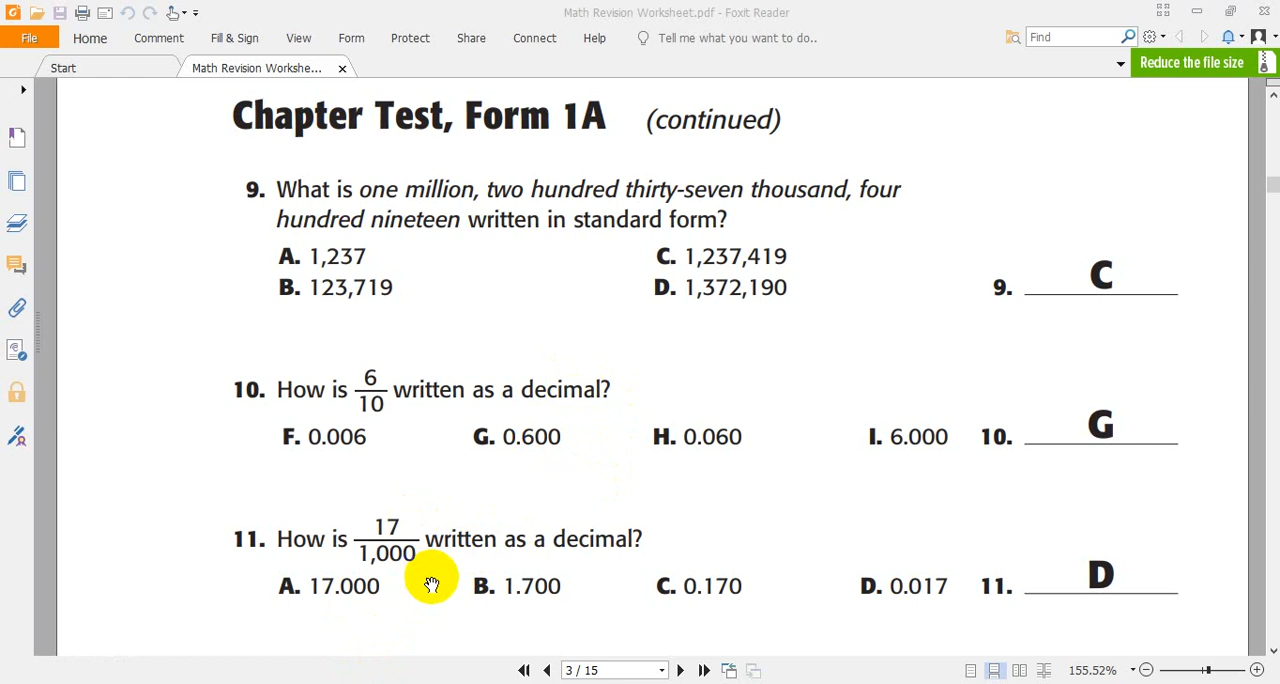 Math Revision Worksheet.pdf - Foxit Reader
File Home Comment Fill & Sign View Form Protect Share Connect Help Tell me what you want to do.. Find
Start Math Revision Workshe... Reduce the file size
Chapter Test, Form 1A (continued)
9. What is one million, two hundred thirty-seven thousand, four
hundred nineteen written in standard form?
A. 1,237 C. 1,237,419
B. 123,719 D. 1,372,190 9. C
10. How is 6/10 written as a decimal?
F. 0.006 G. 0.600 H. 0.060 I. 6.000 10. G
11. How is 17/1,000 written as a decimal?
A. 17.000 B. 1.700 C. 0.170 D. 0.017 11. D
3 / 15 155.52%